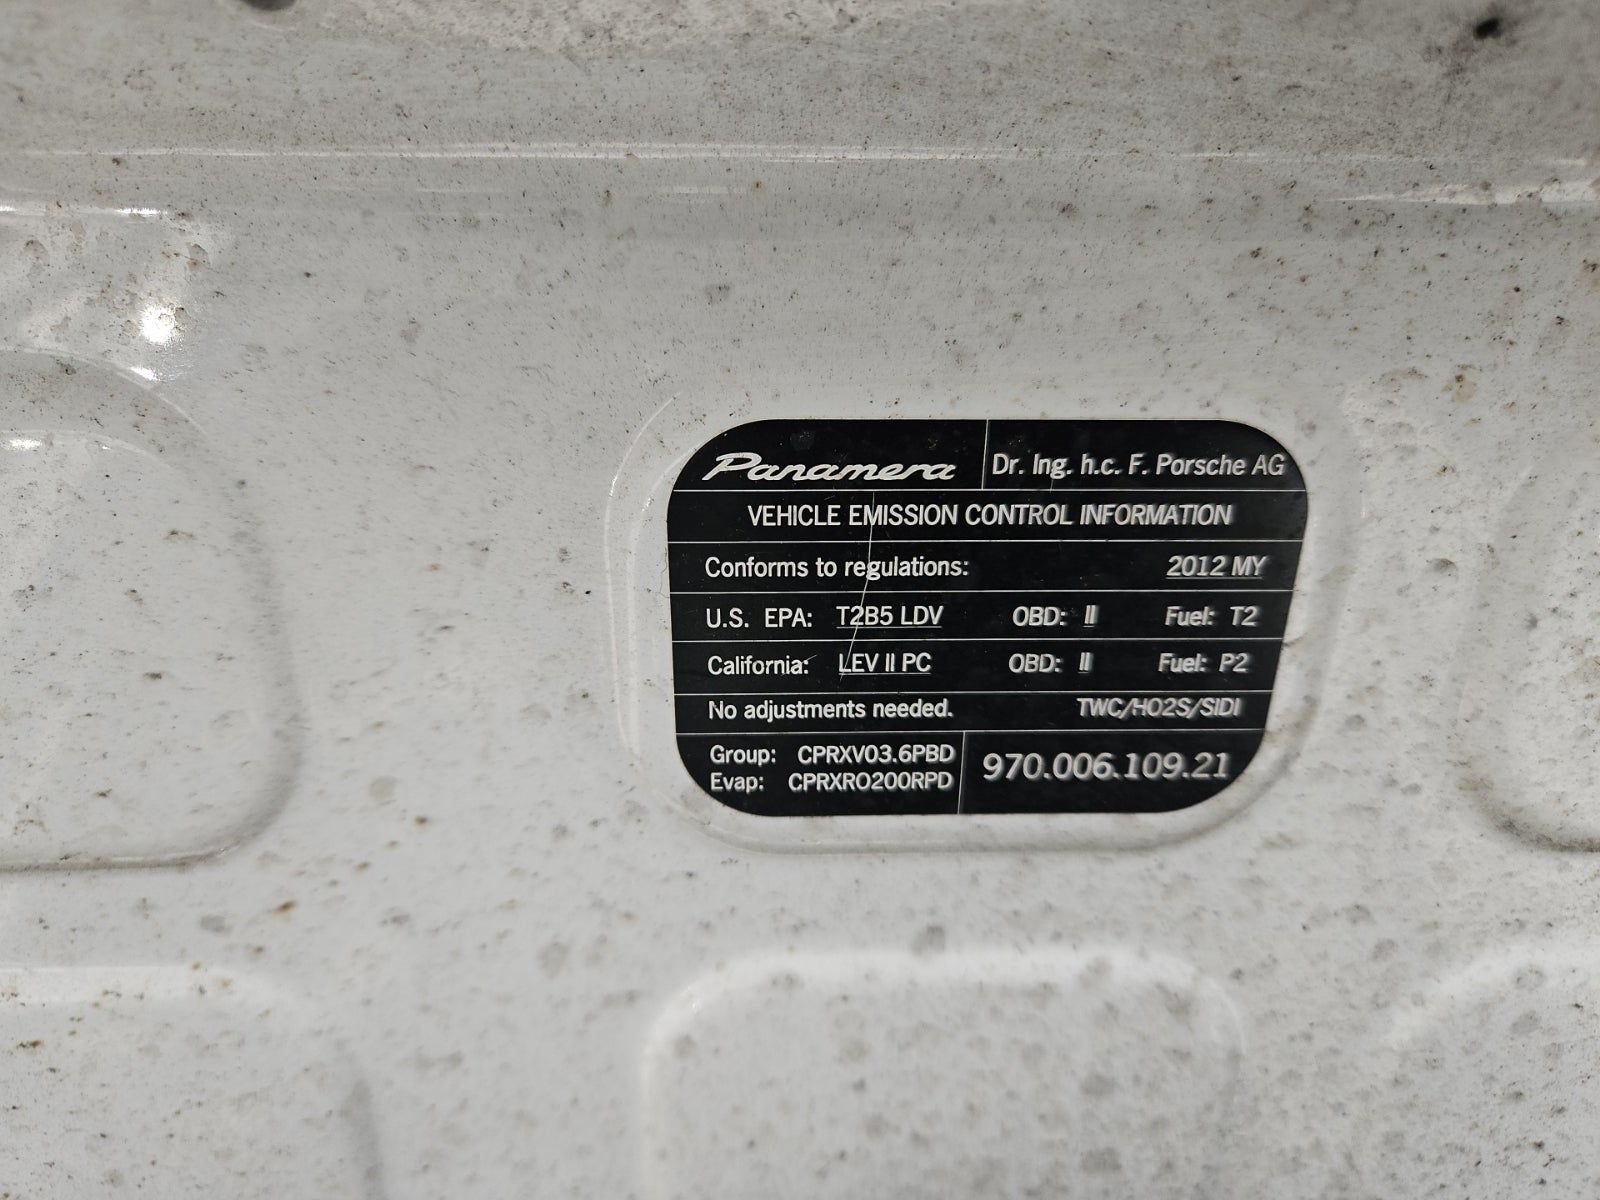 Panamera Dr. Ing. h.c. F. Porsche AG
VEHICLE EMISSION CONTROL INFORMATION
Conforms to regulations: 2012 MY
U.S. EPA: T2B5 LDV OBD: II Fuel: T2
California: LEV II PC OBD: II Fuel: P2
No adjustments needed. TWC/HO2S/SIDI
Group: CPRXV03.6PBD
Evap: CPRXR0200RPD
970.006.109.21